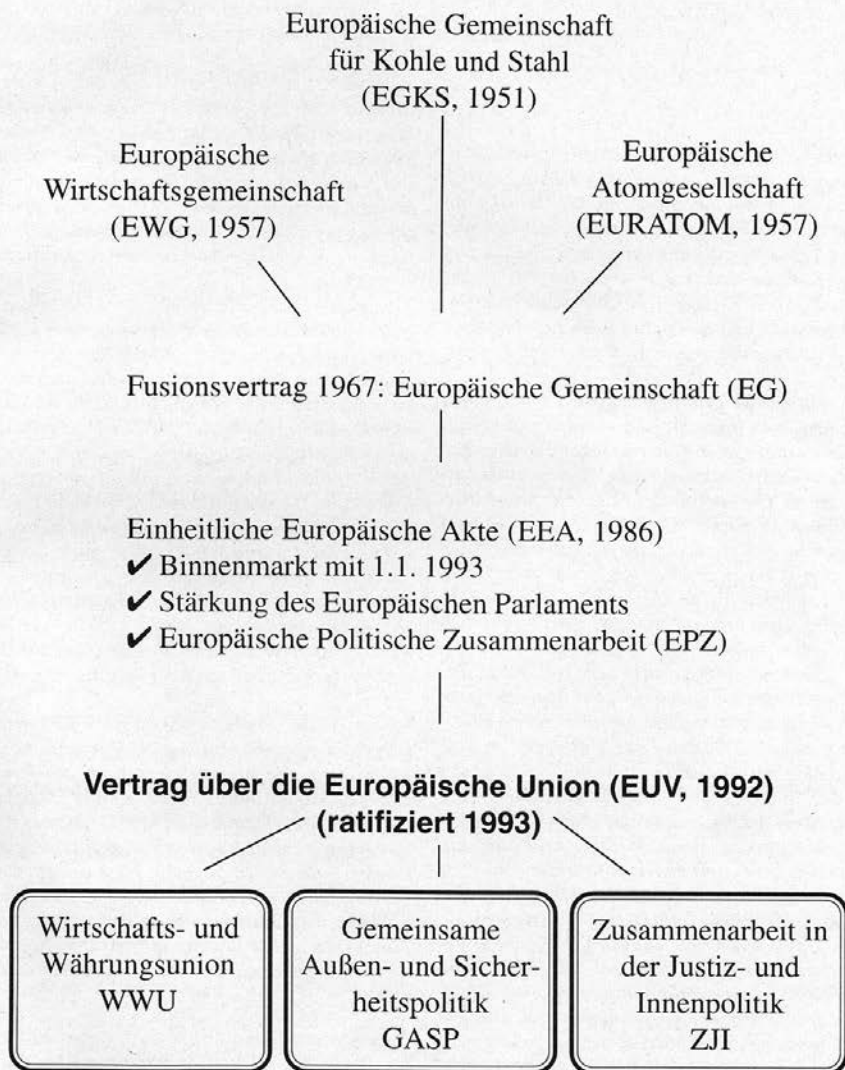 Europäische Gemeinschaft
für Kohle und Stahl
(EGKS, 1951)
Europäische
Wirtschaftsgemeinschaft
(EWG, 1957)
Europäische
Atomgesellschaft
(EURATOM, 1957)
Fusionsvertrag 1967: Europäische Gemeinschaft (EG)
Einheitliche Europäische Akte (EEA, 1986)
✔ Binnenmarkt mit 1.1. 1993
✔ Stärkung des Europäischen Parlaments
✔ Europäische Politische Zusammenarbeit (EPZ)
Vertrag über die Europäische Union (EUV, 1992)
(ratifiziert 1993)
Wirtschafts- und
Währungsunion
WWU
Gemeinsame
Außen- und Sicher-
heitspolitik
GASP
Zusammenarbeit in
der Justiz- und
Innenpolitik
ZJI